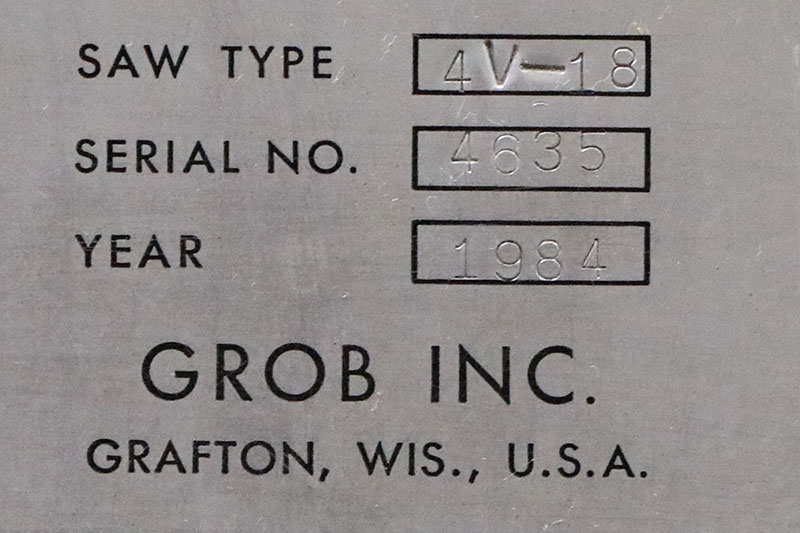 SAW TYPE 4V-18
SERIAL NO. 4635
YEAR 1984
GROB INC.
GRAFTON, WIS., U.S.A.